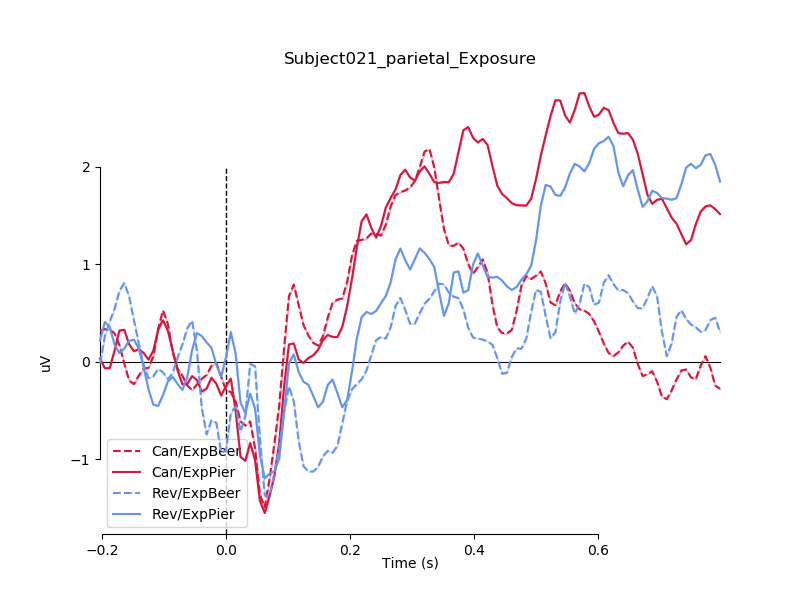 Subject021_parietal_Exposure
uV
2
1
0
−1
Can/ExpBeer
Can/ExpPier
Rev/ExpBeer
Rev/ExpPier
−0.2 0.0 0.2 0.4 0.6
Time (s)